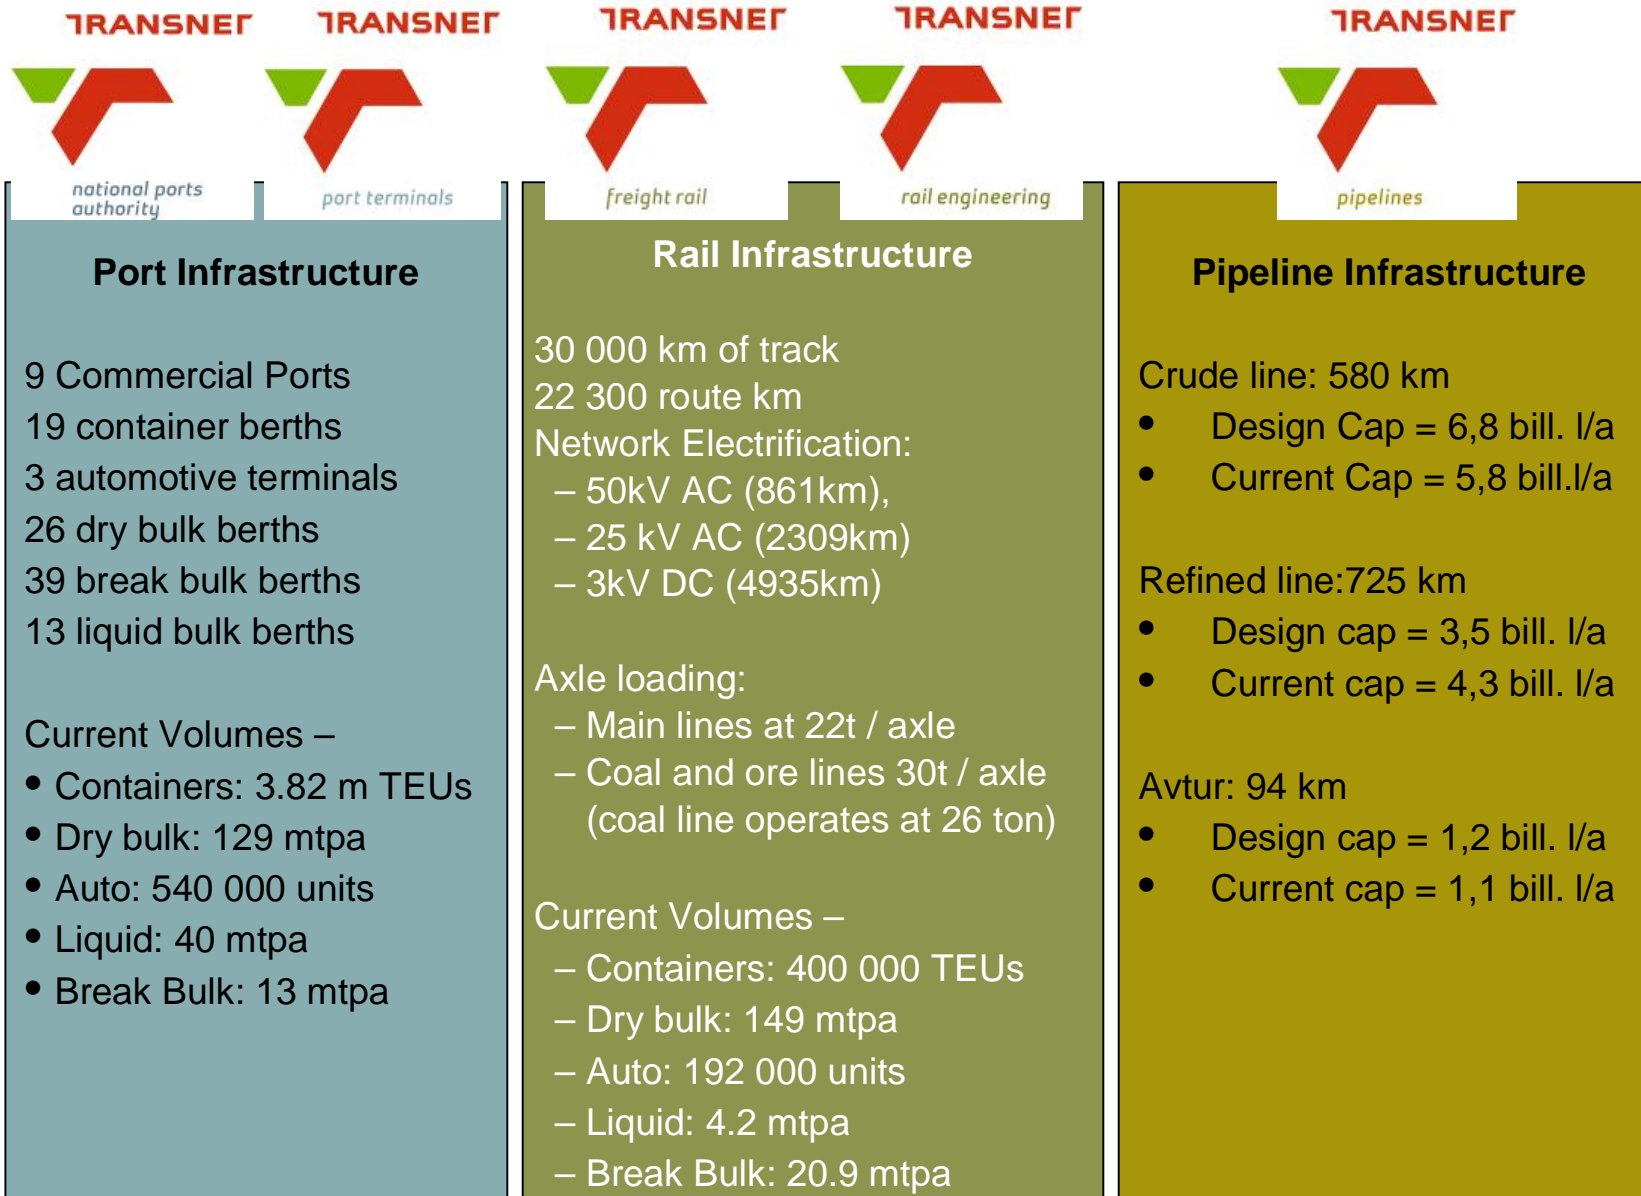 TRANSNET
national ports
authority
TRANSNET
port terminals
TRANSNET
freight rail
TRANSNET
rail engineering
TRANSNET
pipelines
Port Infrastructure
9 Commercial Ports
19 container berths
3 automotive terminals
26 dry bulk berths
39 break bulk berths
13 liquid bulk berths
Current Volumes –
• Containers: 3.82 m TEUs
• Dry bulk: 129 mtpa
• Auto: 540 000 units
• Liquid: 40 mtpa
• Break Bulk: 13 mtpa
Rail Infrastructure
30 000 km of track
22 300 route km
Network Electrification:
– 50kV AC (861km),
– 25 kV AC (2309km)
– 3kV DC (4935km)
Axle loading:
– Main lines at 22t / axle
– Coal and ore lines 30t / axle
(coal line operates at 26 ton)
Current Volumes –
– Containers: 400 000 TEUs
– Dry bulk: 149 mtpa
– Auto: 192 000 units
– Liquid: 4.2 mtpa
– Break Bulk: 20.9 mtpa
Pipeline Infrastructure
Crude line: 580 km
• Design Cap = 6,8 bill. l/a
• Current Cap = 5,8 bill.l/a
Refined line:725 km
• Design cap = 3,5 bill. l/a
• Current cap = 4,3 bill. l/a
Avtur: 94 km
• Design cap = 1,2 bill. l/a
• Current cap = 1,1 bill. l/a